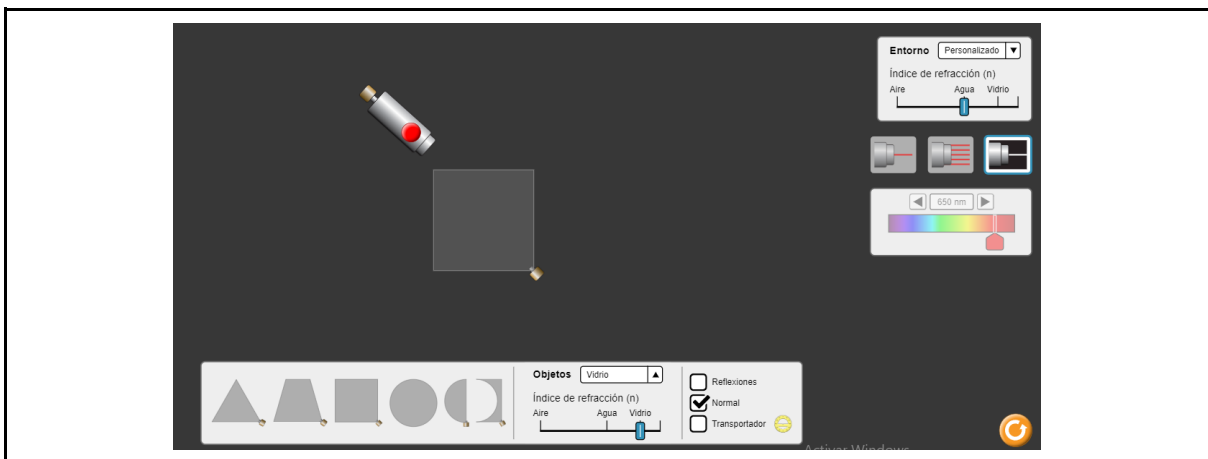 Entorno Personalizado
Índice de refracción (n)
Aire Agua Vidrio
650 nm
Objetos Vidrio
Índice de refracción (n)
Aire Agua Vidrio
Reflexiones
Normal
Transportador
Activar Windows